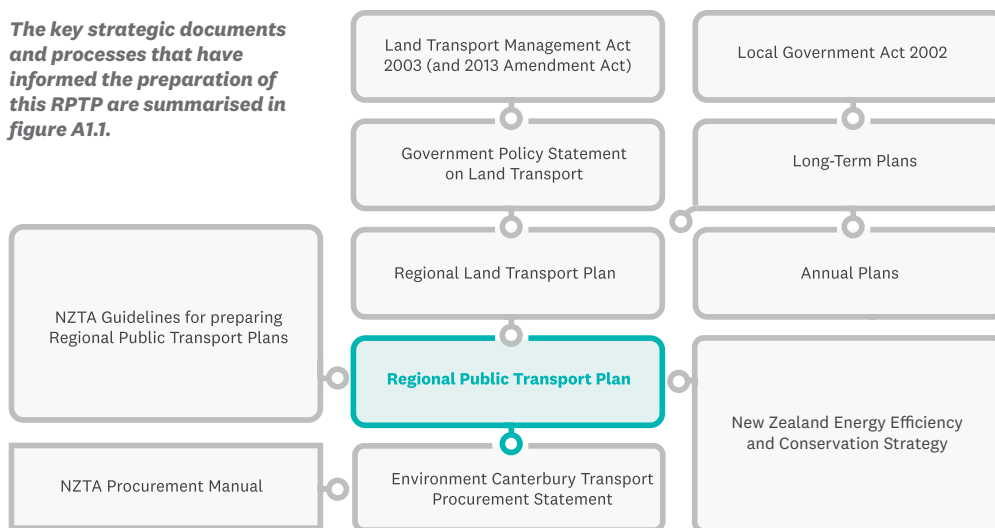 The key strategic documents
and processes that have
informed the preparation of
this RPTP are summarised in
figure A1.1.
Land Transport Management Act
2003 (and 2013 Amendment Act)
Local Government Act 2002
Government Policy Statement
on Land Transport
Long-Term Plans
Regional Land Transport Plan
Annual Plans
NZTA Guidelines for preparing
Regional Public Transport Plans
Regional Public Transport Plan
New Zealand Energy Efficiency
and Conservation Strategy
NZTA Procurement Manual
Environment Canterbury Transport
Procurement Statement